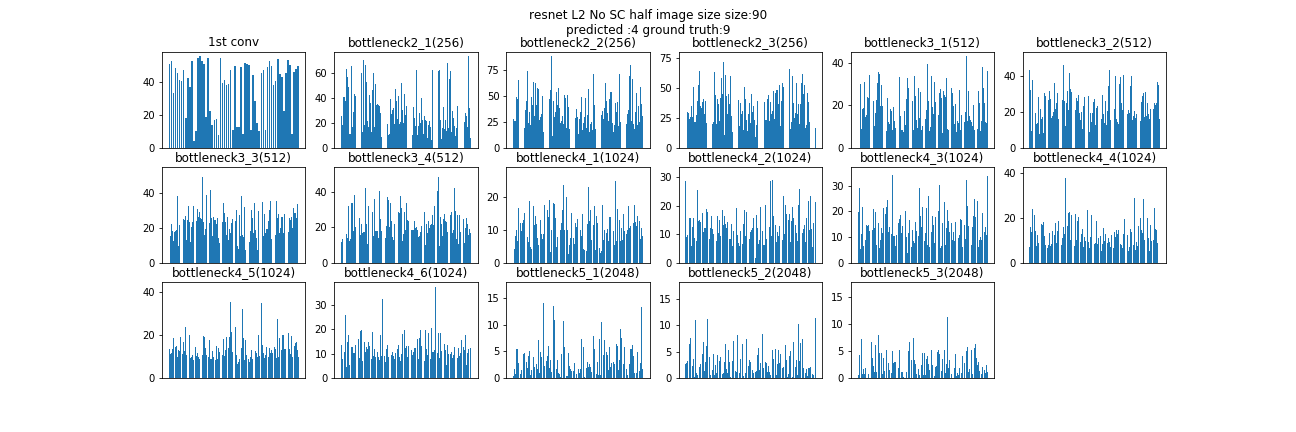 resnet L2 No SC half image size size:90
predicted :4 ground truth:9
1st conv bottleneck2_1(256) bottleneck2_2(256) bottleneck2_3(256) bottleneck3_1(512) bottleneck3_2(512)
40 20 0
60 40 20 0
75 50 25 0
75 50 25 0
40 20 0
40 20 0
bottleneck3_3(512) bottleneck3_4(512) bottleneck4_1(1024) bottleneck4_2(1024) bottleneck4_3(1024) bottleneck4_4(1024)
40 20 0
40 20 0
20 10 0
30 20 10 0
30 20 10 0
40 20 0
bottleneck4_5(1024) bottleneck4_6(1024) bottleneck5_1(2048) bottleneck5_2(2048) bottleneck5_3(2048)
40 20 0
30 20 10 0
15 10 5 0
15 10 5 0
15 10 5 0